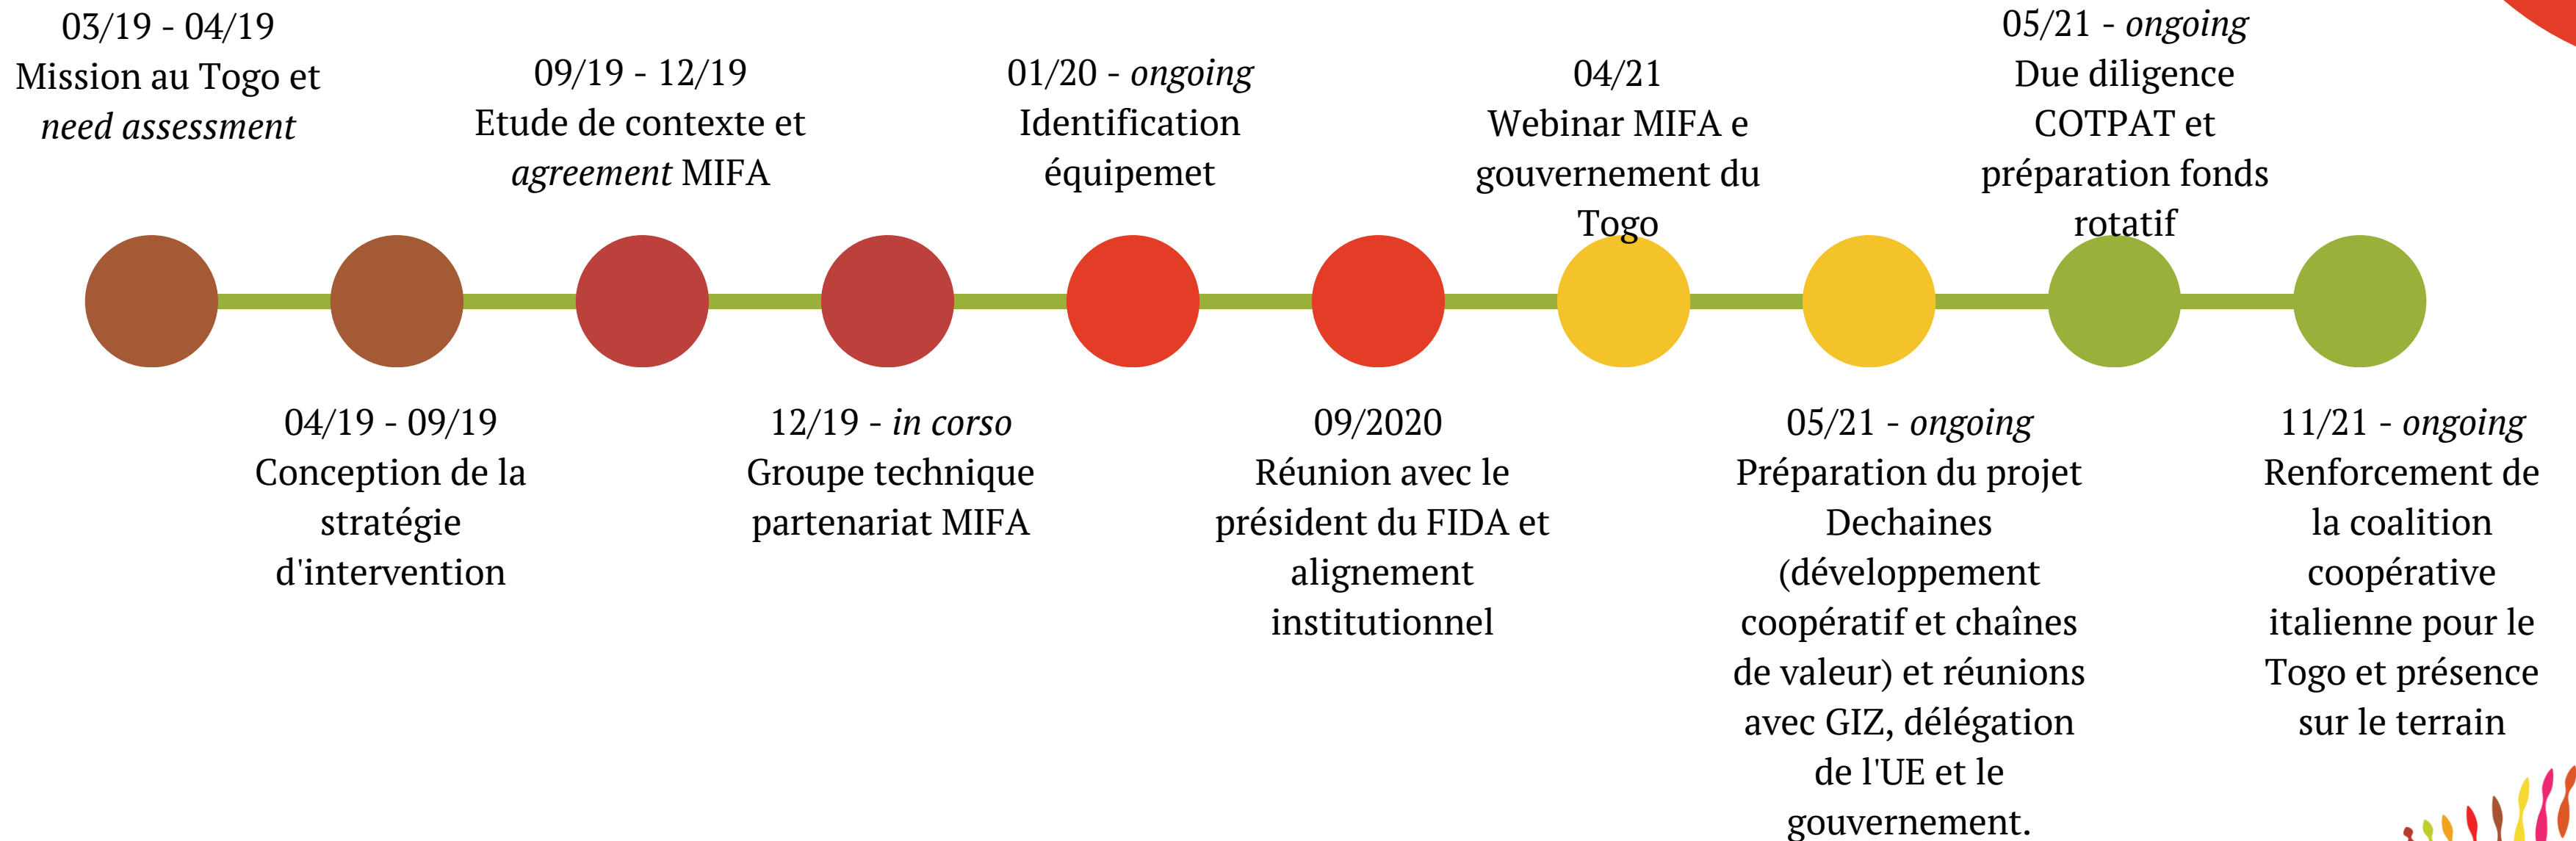 03/19 - 04/19
Mission au Togo et
need assessment
04/19 - 09/19
Conception de la
stratégie
d'intervention
09/19 - 12/19
Etude de contexte et
agreement MIFA
12/19 - in corso
Groupe technique
partenariat MIFA
01/20 - ongoing
Identification
équipemet
09/2020
Réunion avec le
président du FIDA et
alignement
institutionnel
04/21
Webinar MIFA e
gouvernement du
Togo
05/21 - ongoing
Préparation du projet
Dechaines
(développement
coopératif et chaînes
de valeur) et réunions
avec GIZ, délégation
de l'UE et le
gouvernement.
05/21 - ongoing
Due diligence
COTPAT et
préparation fonds
rotatif
11/21 - ongoing
Renforcement de
la coalition
coopérative
italienne pour le
Togo et présence
sur le terrain